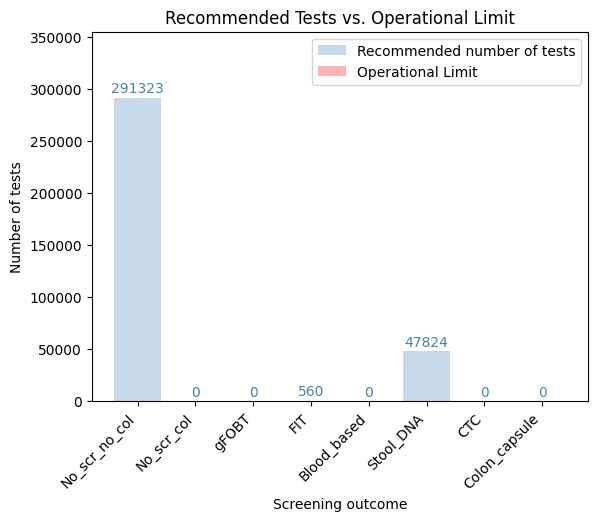 Recommended Tests vs. Operational Limit
350000
300000
250000
200000
150000
100000
50000
0
Number of tests
Recommended number of tests
Operational Limit
291323
0
0
560
0
47824
0
0
No_scr_no_col
No_scr_col
gFOBT
FIT
Blood_based
Stool_DNA
CTC
Colon_capsule
Screening outcome